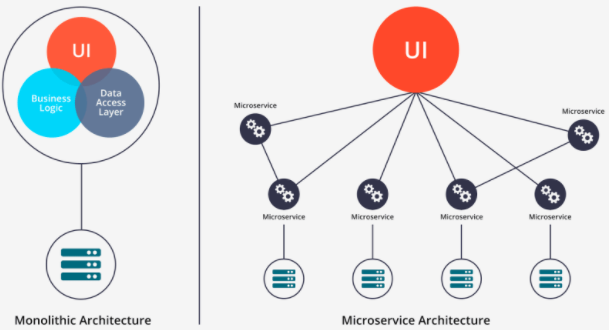 UI
Business
Logic
Data
Access
Layer
Monolithic Architecture
UI
Microservice
Microservice
Microservice
Microservice
Microservice
Microservice
Microservice Architecture